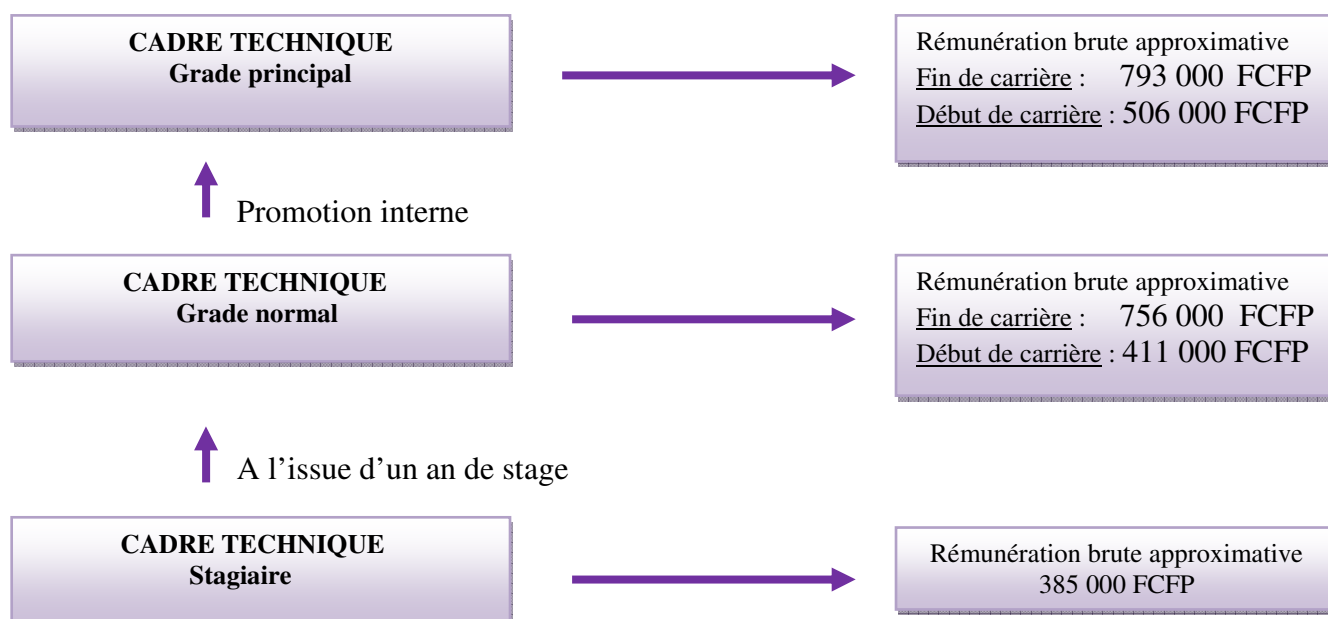 CADRE TECHNIQUE
Grade principal
Rémunération brute approximative
Fin de carrière : 793 000 FCFP
Début de carrière : 506 000 FCFP
Promotion interne
CADRE TECHNIQUE
Grade normal
Rémunération brute approximative
Fin de carrière : 756 000 FCFP
Début de carrière : 411 000 FCFP
A l’issue d’un an de stage
CADRE TECHNIQUE
Stagiaire
Rémunération brute approximative
385 000 FCFP